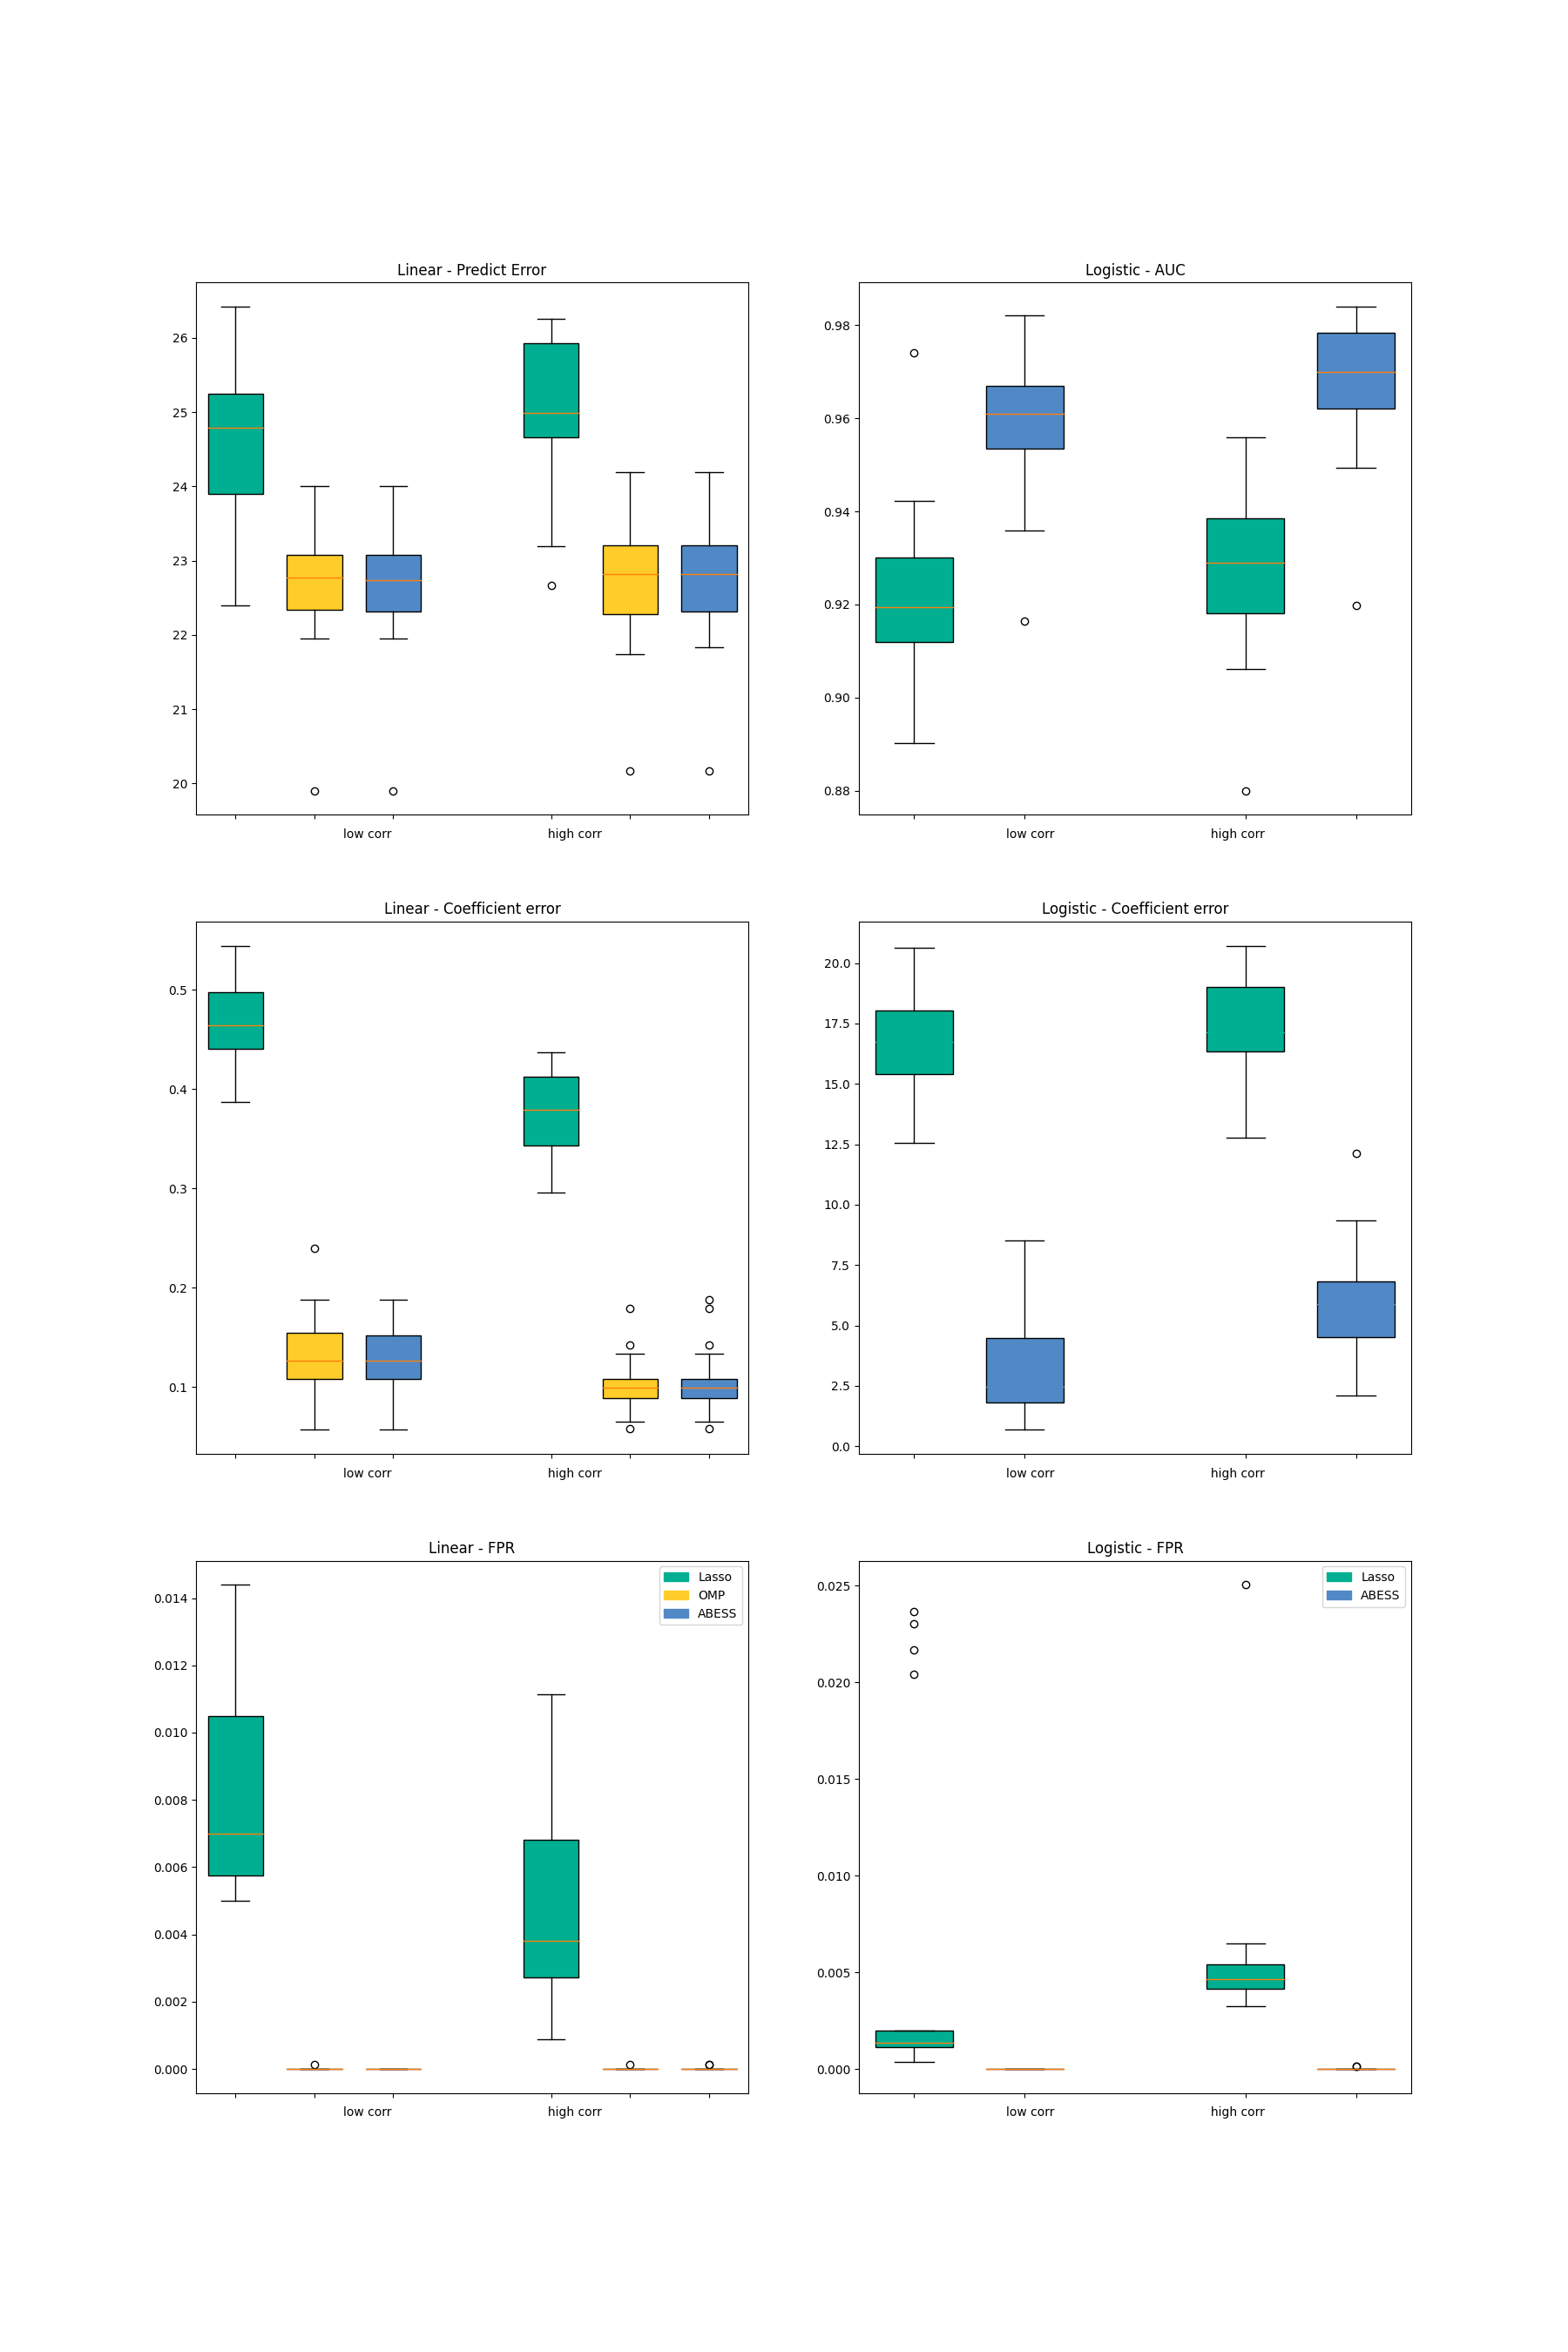 Linear - Predict Error
26
25
24
23
22
21
20
low corr
high corr
Logistic - AUC
0.98
0.96
0.94
0.92
0.90
0.88
low corr
high corr
Linear - Coefficient error
0.5
0.4
0.3
0.2
0.1
low corr
high corr
Logistic - Coefficient error
20.0
17.5
15.0
12.5
10.0
7.5
5.0
2.5
0.0
low corr
high corr
Linear - FPR
Lasso
OMP
ABESS
0.014
0.012
0.010
0.008
0.006
0.004
0.002
0.000
low corr
high corr
Logistic - FPR
Lasso
ABESS
0.025
0.020
0.015
0.010
0.005
0.000
low corr
high corr